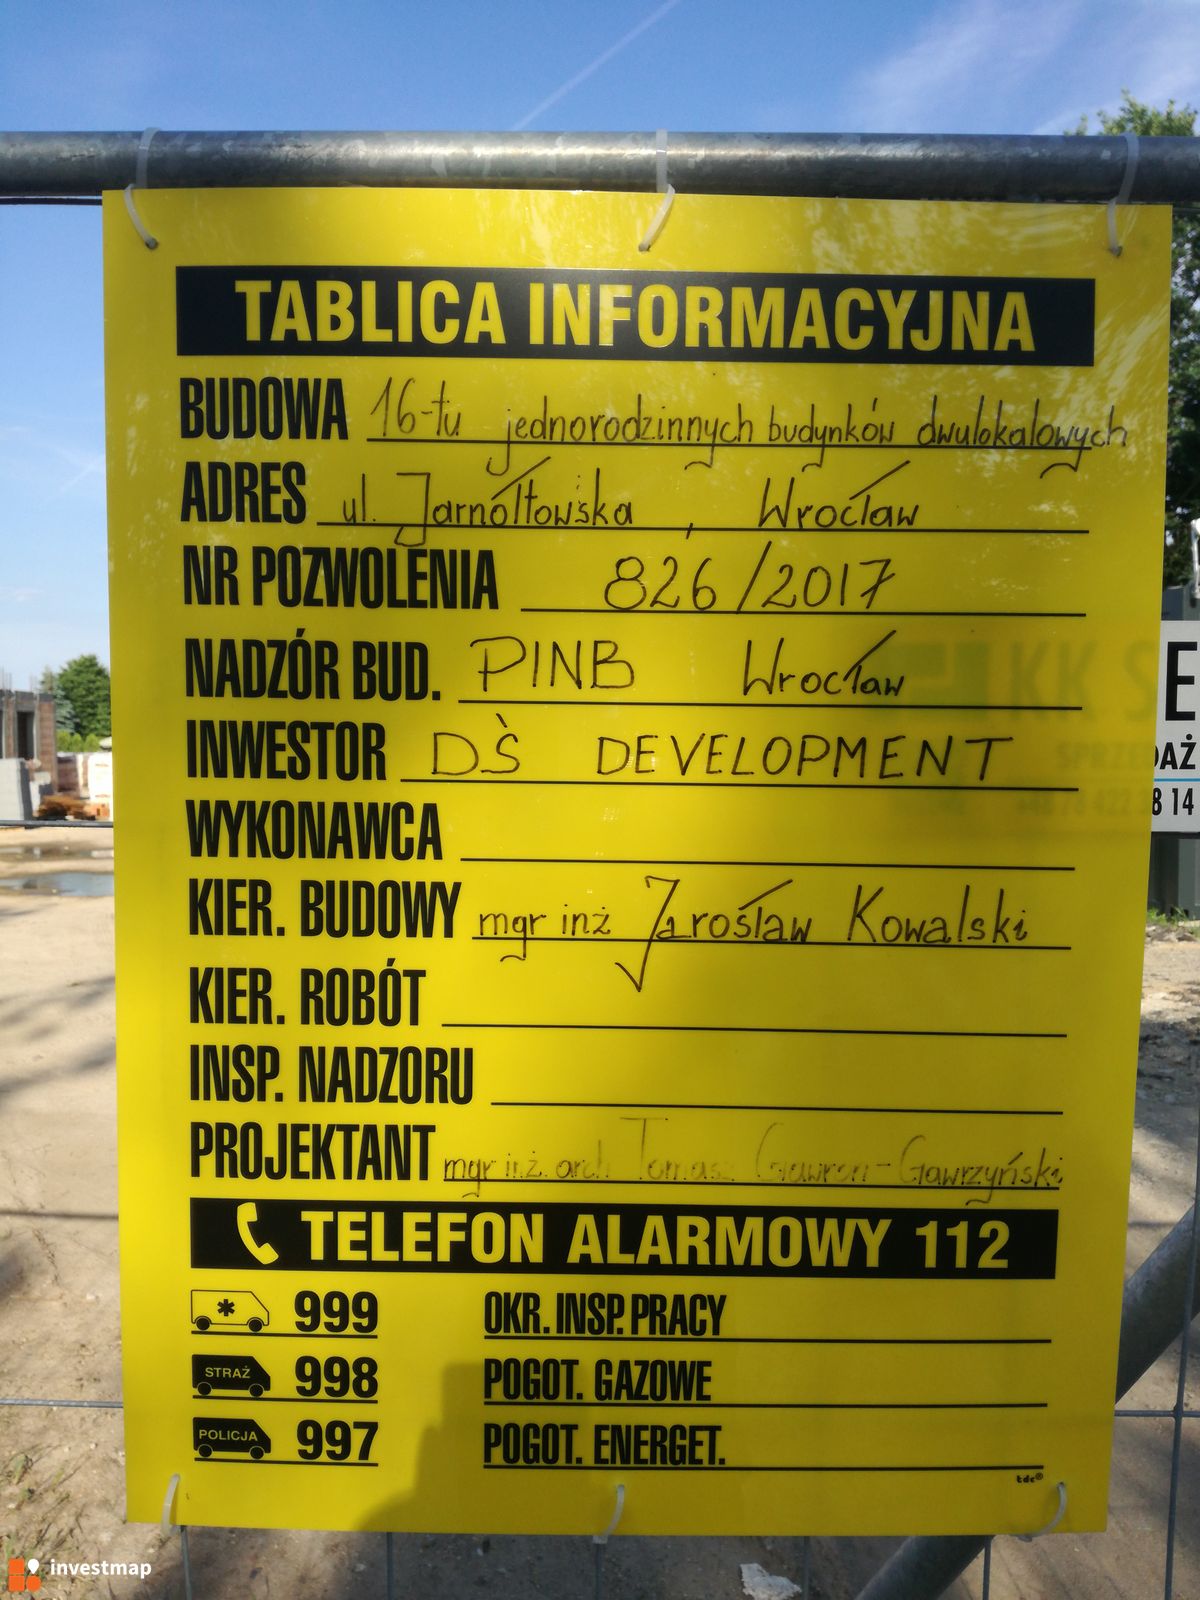 TABLICA INFORMACYJNA
BUDOWA 16-tu jednorodzinnych budynków dwulokalowych
ADRES ul. Jarnółtowska, Wrocław
NR POZWOLENIA 826/2017
NADZÓR BUD. PINB Wrocław
INWESTOR DŚ DEVELOPMENT
WYKONAWCA
KIER. BUDOWY mgr inż Jarosław Kowalski
KIER. ROBÓT
INSP. NADZORU
PROJEKTANT mgr inż. arch Tomasz Gawron-Gawrzyński
TELEFON ALARMOWY 112
999 OKR. INSP. PRACY
STRAŻ 998 POGOT. GAZOWE
POLICJA 997 POGOT. ENERGET.
tdc®
investmap